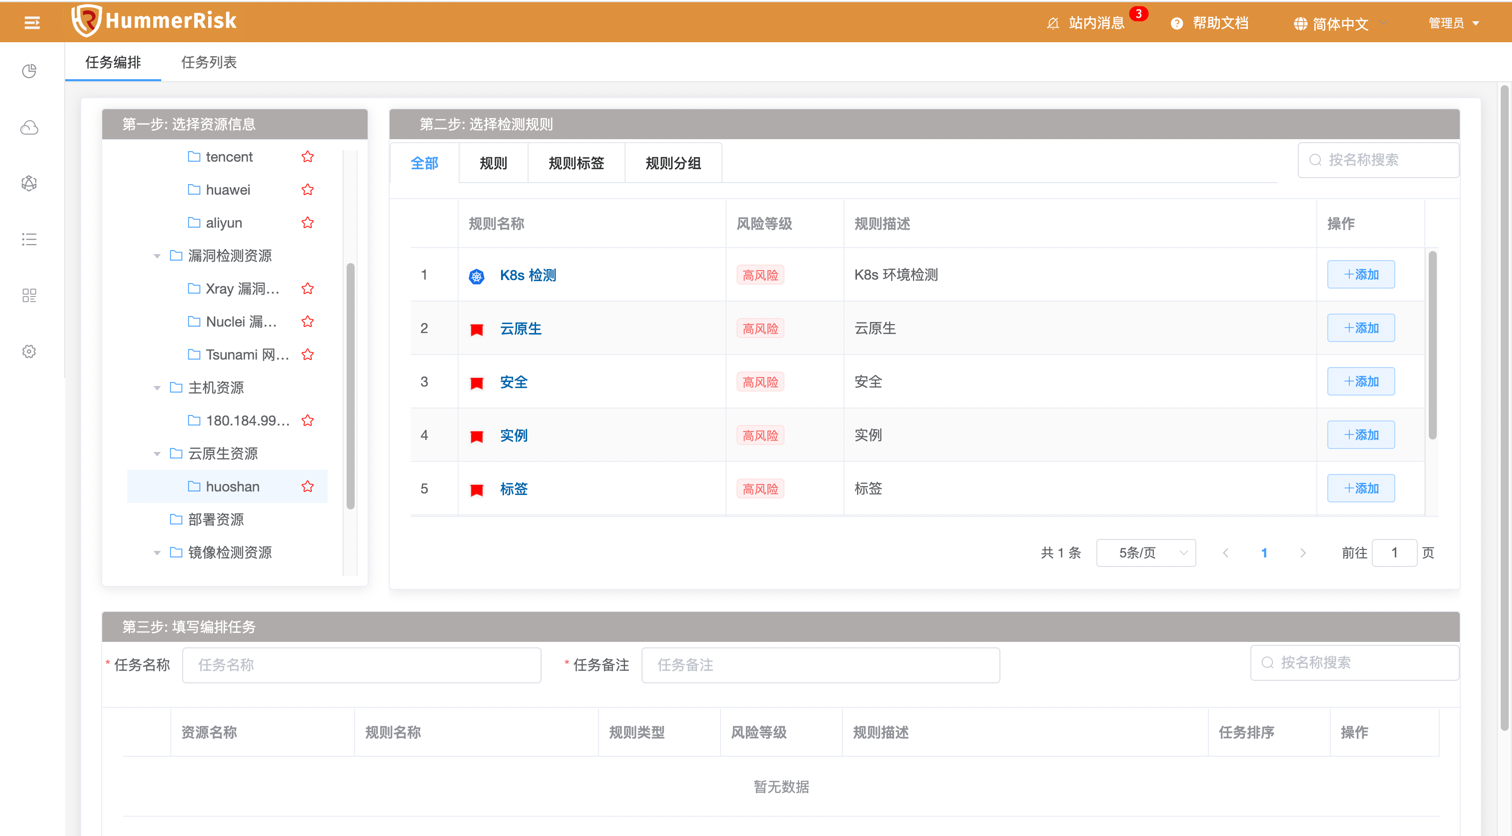 HummerRisk
站内消息
3
帮助文档
简体中文
管理员
任务编排
任务列表
第一步: 选择资源信息
tencent
huawei
aliyun
漏洞检测资源
Xray 漏洞...
Nuclei 漏...
Tsunami 网...
主机资源
180.184.99...
云原生资源
huoshan
部署资源
镜像检测资源
第二步: 选择检测规则
全部
规则
规则标签
规则分组
按名称搜索
规则名称
风险等级
规则描述
操作
1
K8s 检测
高风险
K8s 环境检测
+添加
2
云原生
高风险
云原生
+添加
3
安全
高风险
安全
+添加
4
实例
高风险
实例
+添加
5
标签
高风险
标签
+添加
共 1 条
5条/页
1
前往
1
页
第三步: 填写编排任务
* 任务名称
任务名称
* 任务备注
任务备注
按名称搜索
资源名称
规则名称
规则类型
风险等级
规则描述
任务排序
操作
暂无数据